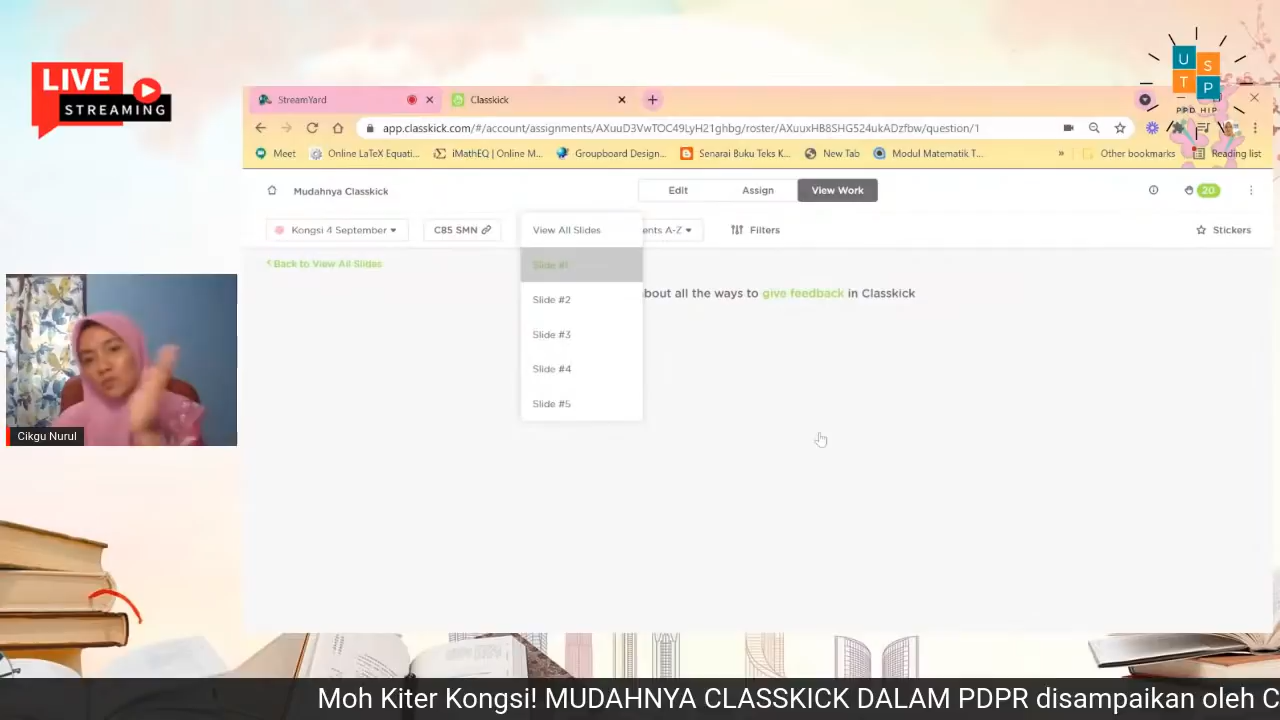 LIVE
STREAMING
U S
T P
PPD HIP
StreamYard
Classkick
app.classkick.com/#/account/assignments/AXuuD3VwTOC49LyH21ghbg/roster/AXuuxHB8SHG524ukADzfbw/question/1
Meet
Online LaTeX Equati...
iMathEQ | Online M...
Groupboard Design...
Senarai Buku Teks K...
New Tab
Modul Matematik T...
»
Other bookmarks
Reading list
Mudahnya Classkick
Edit
Assign
View Work
20
Kongsi 4 September
CB5 SMN
View All Slides
ents A-Z
Filters
Stickers
Back to View All Slides
Slide #1
bout all the ways to give feedback in Classkick
Slide #2
Slide #3
Slide #4
Slide #5
Cikgu Nurul
Moh Kiter Kongsi! MUDAHNYA CLASSKICK DALAM PDPR disampaikan oleh C